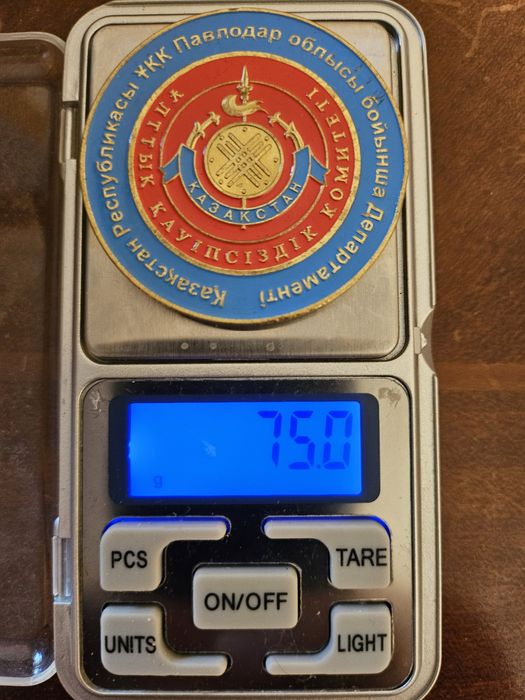 Қазақстан Республикасы ҰҚК Павлодар облысы бойынша Департаменті
ҰЛТТЫҚ ҚАУІПСІЗДІК КОМИТЕТІ
ҚАЗАҚСТАН
75.0
g
PCS
TARE
ON/OFF
UNITS
LIGHT